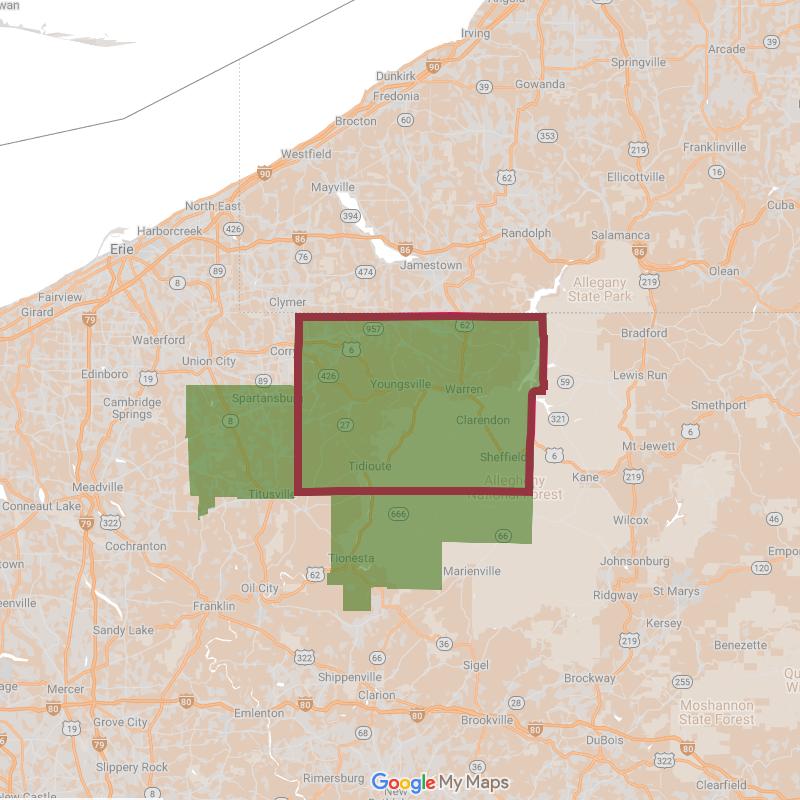 wan
Angola
Irving
Arcade
39
90
Springville
Dunkirk
39
Gowanda
Fredonia
60
Brocton
353
219
Franklinville
Westfield
90
62
16
Mayville
Ellicottville
North East
394
Cuba
426
Harborcreek
86
Randolph
Salamanca
Erie
76
86
86
89
474
Jamestown
Olean
8
219
Allegany
State Park
Fairview
Clymer
Girard
79
957
62
Bradford
Waterford
6
Corr
Union City
Edinboro
19
89
426
Youngsville
Warren
59
Lewis Run
Cambridge
Springs
Spartansbu
Smethport
8
27
Clarendon
321
6
Mt Jewett
Tidioute
Sheffield
6
Meadville
Allegheny
National Forest
Kane
219
Titusville
Conneaut Lake
79
322
666
Wilcox
46
66
Cochranton
Tionesta
Johnsonburg
Empo
62
Marienville
120
Oil City
Ridgway
St Marys
eenville
Franklin
Kersey
Sandy Lake
36
219
Benezette
322
66
Sigel
255
Mercer
Shippenville
Brockway
Clarion
Moshannon
State Forest
80
80
28
Emlenton
80
Brookville
19
Grove City
68
80
DuBois
79
80
322
Slippery Rock
36
Rimersburg
Google My Maps
Clearfield
8
New Castle
New